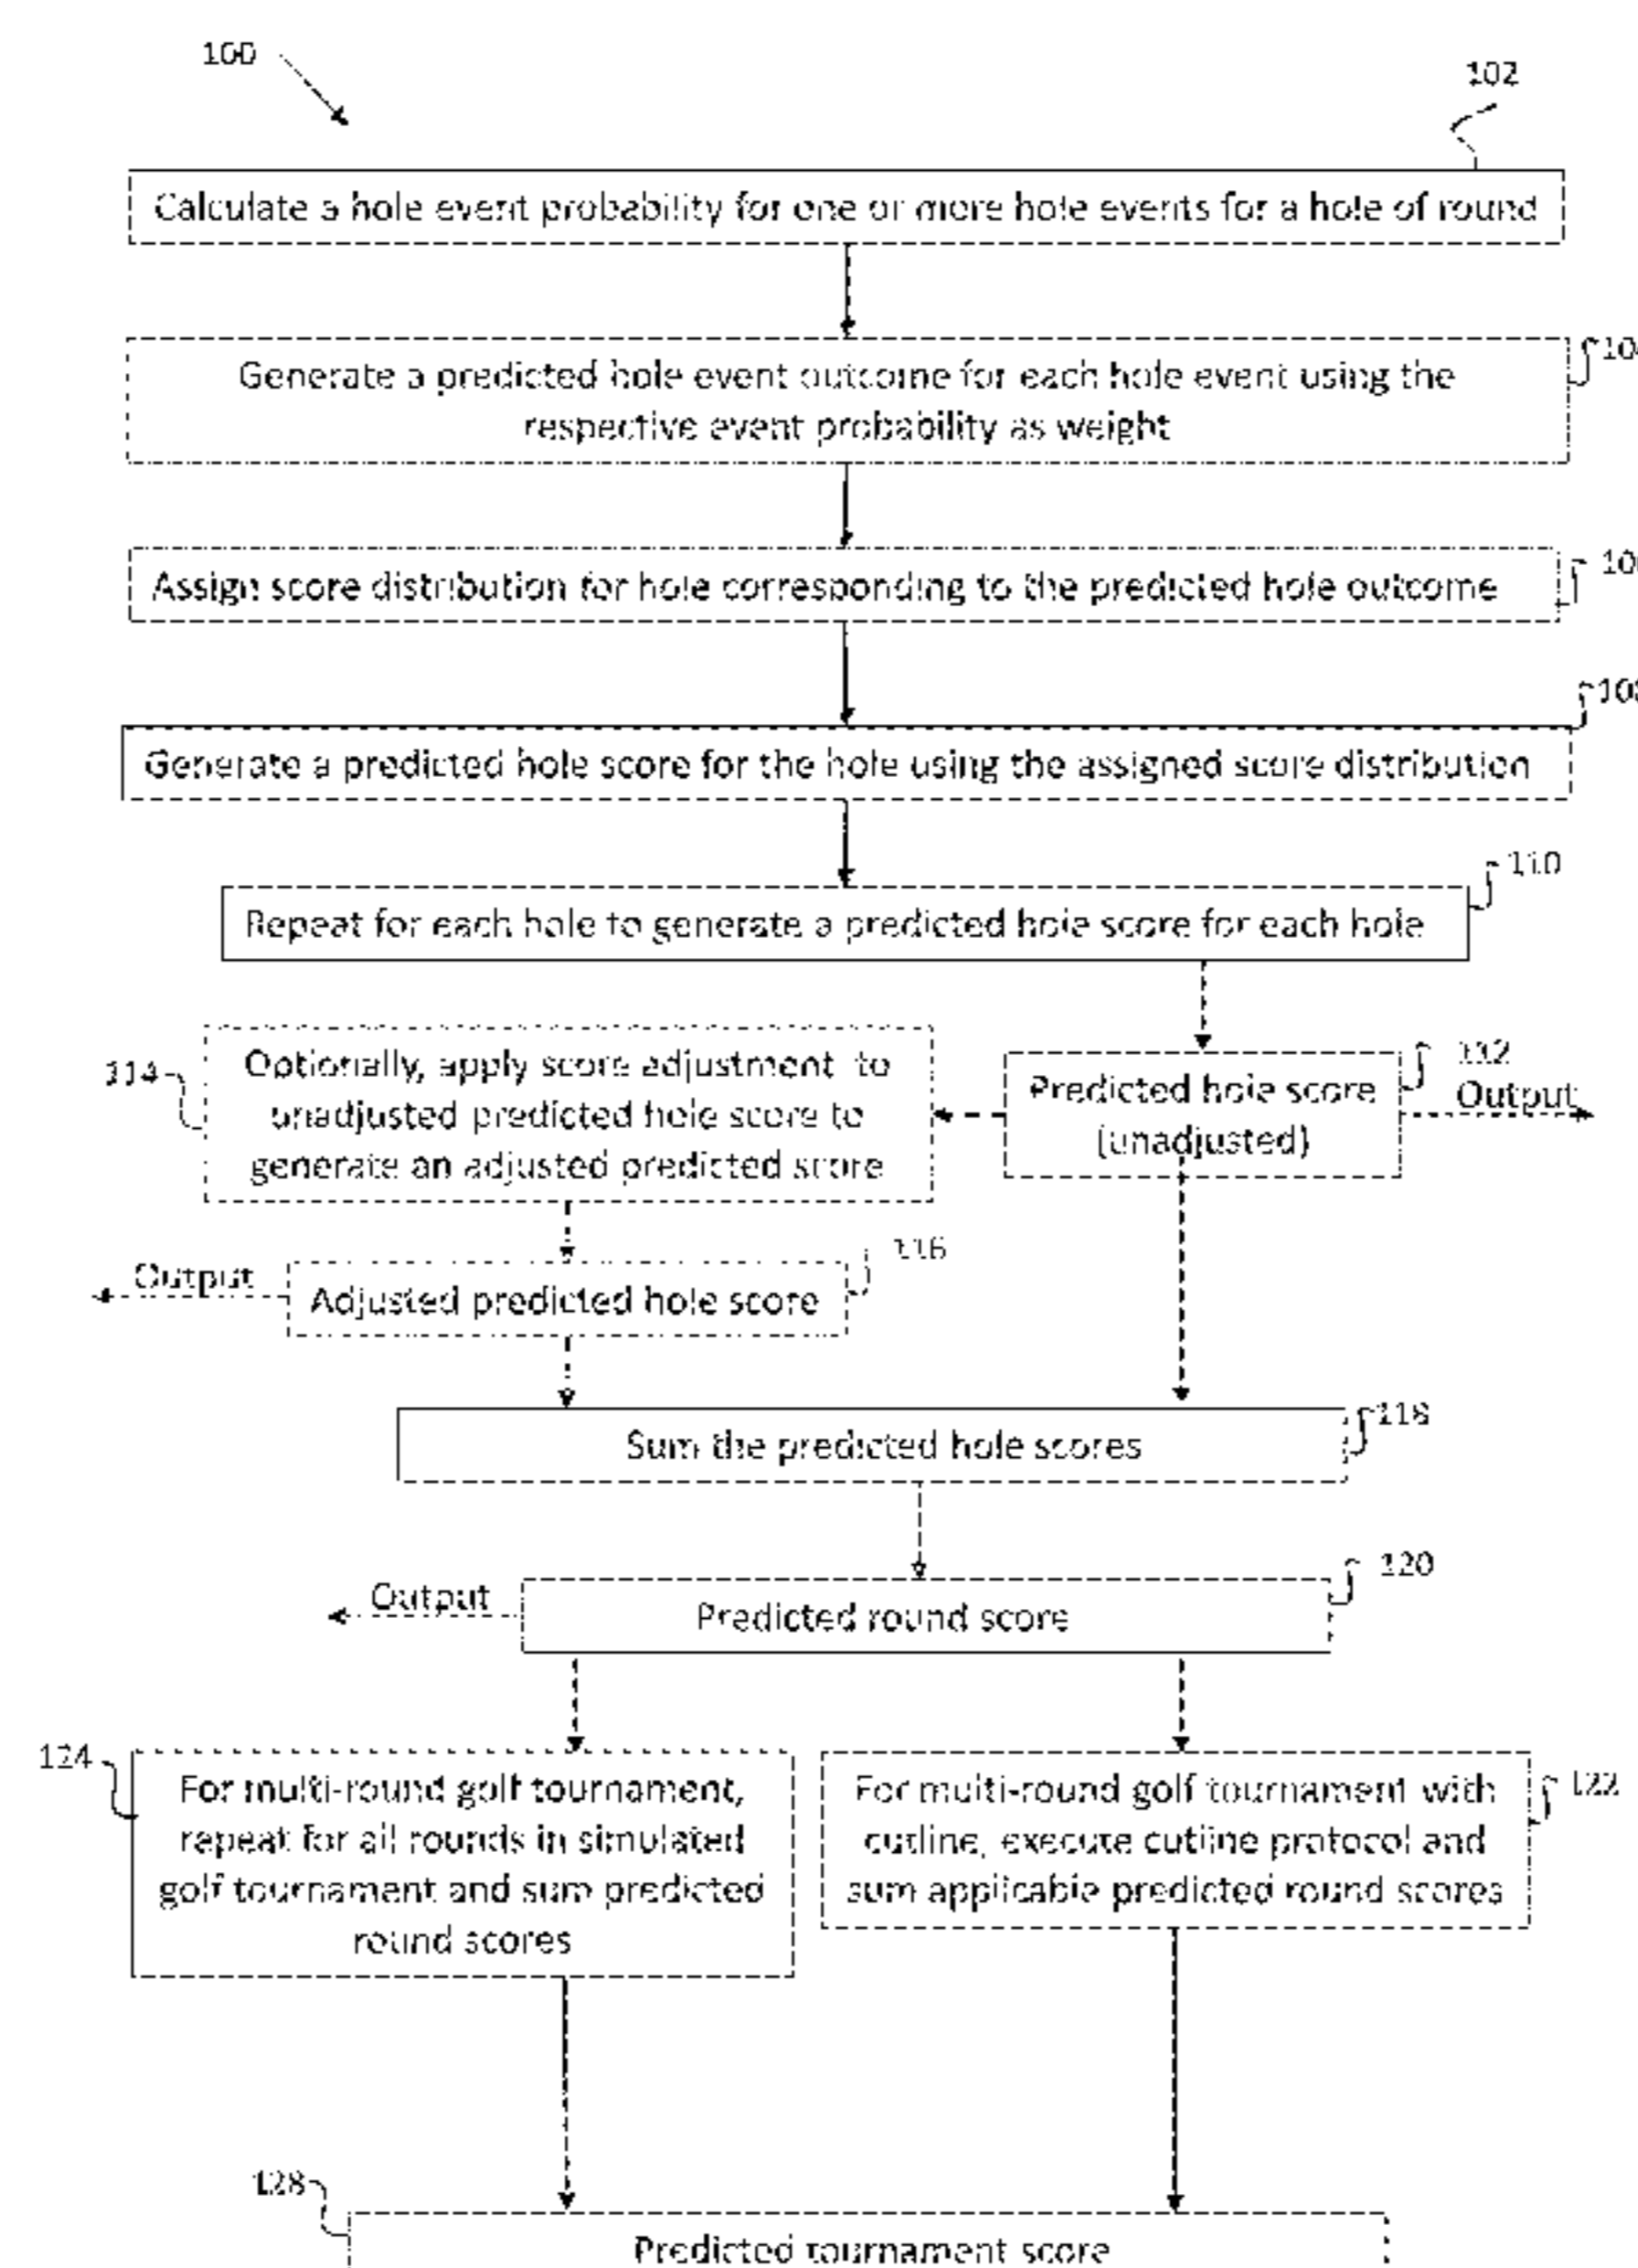 100
102
Calculate a hole event probability for one or more hole events for a hole of round
Generate a predicted hole event outcome for each hole event using the
respective event probability as weight
Assign score distribution for hole corresponding to the predicted hole outcome
Generate a predicted hole score for the hole using the assigned score distribution
110
Repeat for each hole to generate a predicted hole score for each hole
114
Optionally, apply score adjustment to
unadjusted predicted hole score to
generate an adjusted predicted score
112
Predicted hole score
(unadjusted)
Output
116
Output
Adjusted predicted hole score
118
Sum the predicted hole scores
120
Output
Predicted round score
124
For multi-round golf tournament,
repeat for all rounds in simulated
golf tournament and sum predicted
round scores
122
For multi-round golf tournament with
cutline, execute cutline protocol and
sum applicable predicted round scores
128
Predicted tournament score